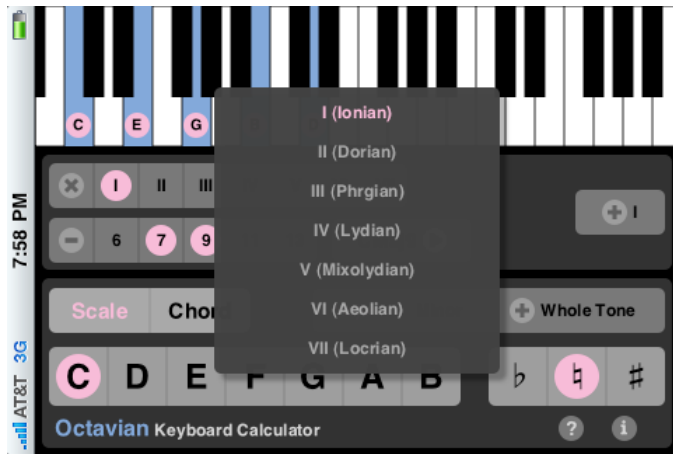 C E G
I (Ionian)
II (Dorian)
III (Phrgian)
IV (Lydian)
V (Mixolydian)
VI (Aeolian)
VII (Locrian)
I II III
I
6 7 9
Scale Chord
Whole Tone
C D E F G A B ♭ ♮ ♯
Octavian Keyboard Calculator ? i
AT&T 3G 7:58 PM